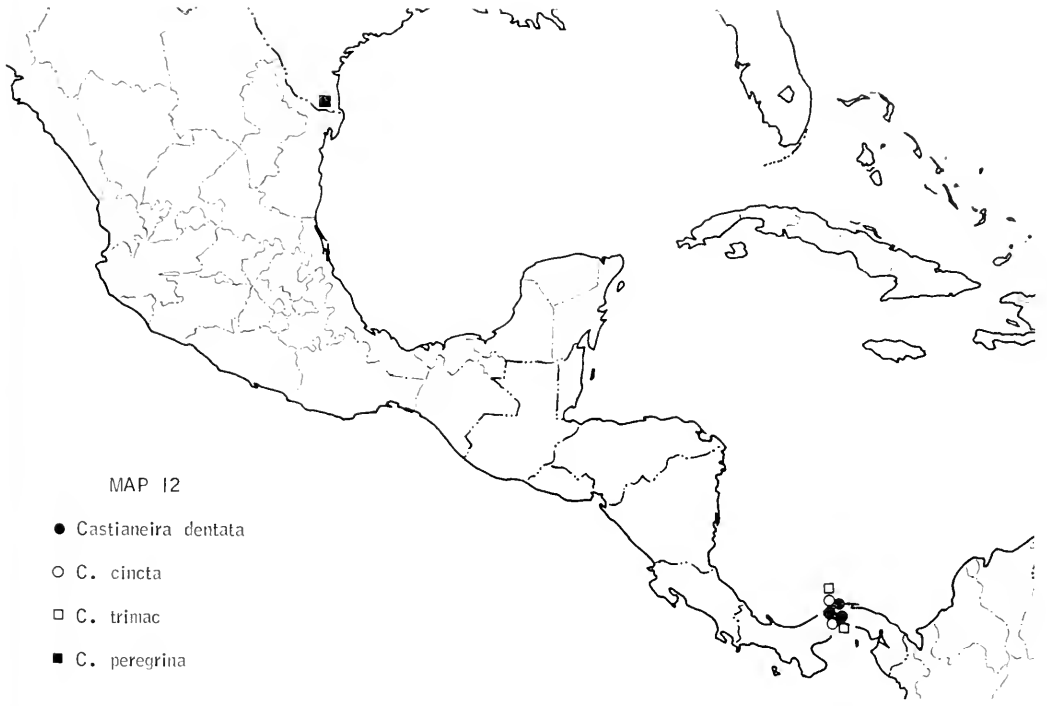 MAP 12
Castianeira dentata
C. cincta
C. trimac
C. peregrina